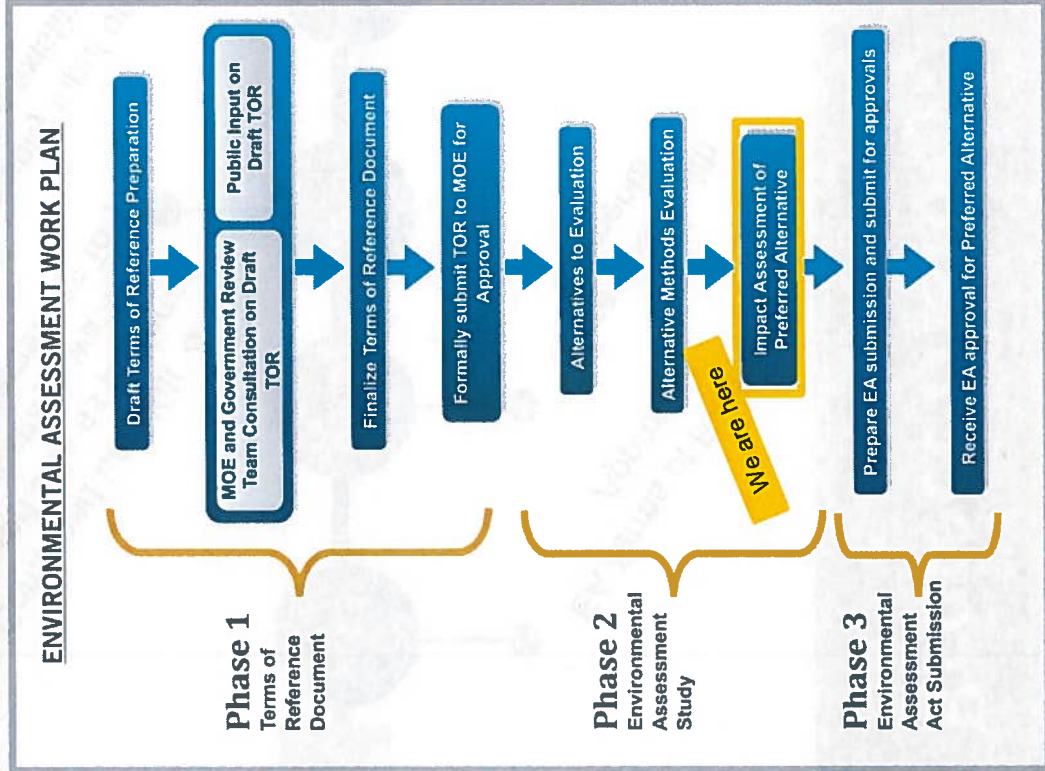 ENVIRONMENTAL ASSESSMENT WORK PLAN
Phase 1
Terms of
Reference
Document
Draft Terms of Reference Preparation
MOE and Government Review
Team Consultation on Draft
TOR
Public Input on
Draft TOR
Finalize Terms of Reference Document
Formally submit TOR to MOE for
Approval
Phase 2
Environmental
Assessment
Study
Alternatives to Evaluation
Alternative Methods Evaluation
We are here
Impact Assessment of
Preferred Alternative
Phase 3
Environmental
Assessment
Act Submission
Prepare EA submission and submit for approvals
Receive EA approval for Preferred Alternative